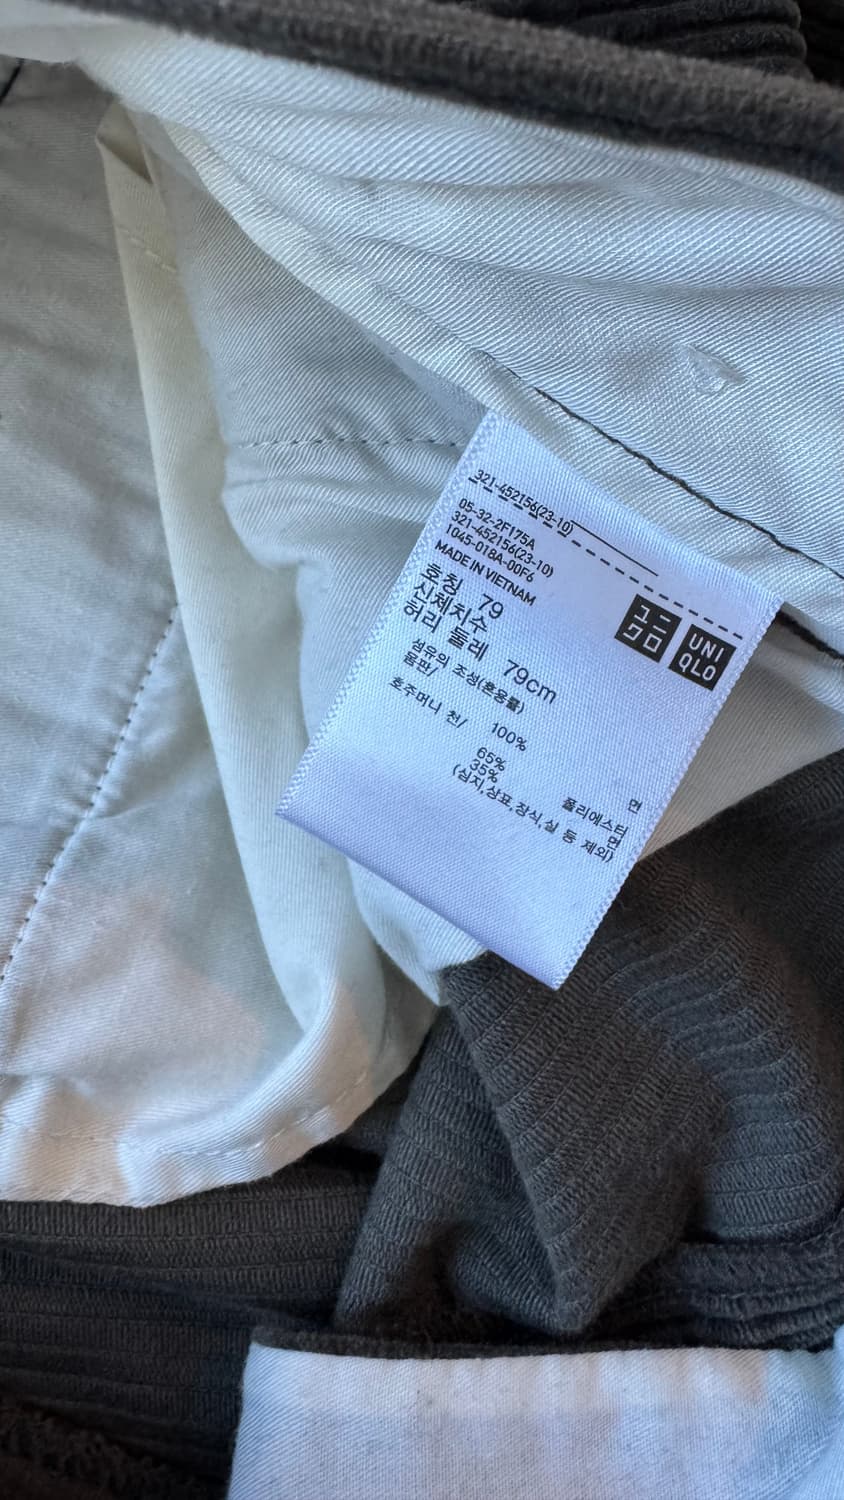 321-452156(23-10)
05-32-2F175A
321-452156(23-10)
1045-018A-00F6
MADE IN VIETNAM
ユニ
クロ
UNI
QLO
호칭 79
신체치수
허리 둘레 79cm
섬유의 조성(혼용률)
몸판/
100% 면
호주머니 천/
65% 폴리에스터
35% 면
(심지,상표,장식,실 등 제외)